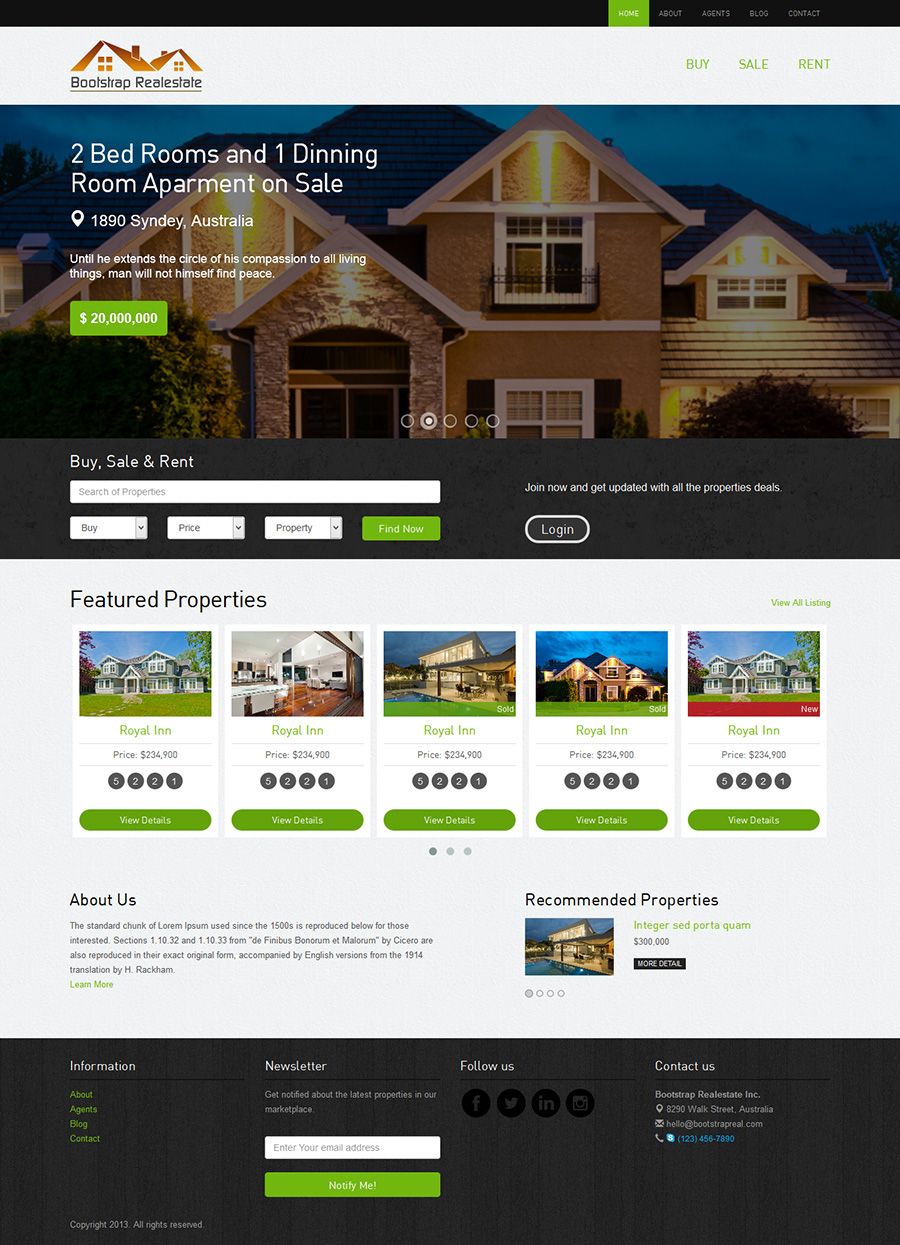 HOME ABOUT AGENTS BLOG CONTACT
Bootstrap Realestate
BUY SALE RENT
2 Bed Rooms and 1 Dinning
Room Aparment on Sale
1890 Syndey, Australia
Until he extends the circle of his compassion to all living
things, man will not himself find peace.
$ 20,000,000
Buy, Sale & Rent
Search of Properties
Buy Price Property Find Now
Join now and get updated with all the properties deals.
Login
Featured Properties
View All Listing
Royal Inn
Price: $234,900
5 2 2 1
View Details
Royal Inn
Price: $234,900
5 2 2 1
View Details
Sold
Royal Inn
Price: $234,900
5 2 2 1
View Details
Sold
Royal Inn
Price: $234,900
5 2 2 1
View Details
New
Royal Inn
Price: $234,900
5 2 2 1
View Details
About Us
The standard chunk of Lorem Ipsum used since the 1500s is reproduced below for those
interested. Sections 1.10.32 and 1.10.33 from "de Finibus Bonorum et Malorum" by Cicero are
also reproduced in their exact original form, accompanied by English versions from the 1914
translation by H. Rackham.
Learn More
Recommended Properties
Integer sed porta quam
$300,000
MORE DETAIL
Information
About
Agents
Blog
Contact
Newsletter
Get notified about the latest properties in our
marketplace.
Enter Your email address
Notify Me!
Follow us
Contact us
Bootstrap Realestate Inc.
8290 Walk Street, Australia
hello@bootstrapreal.com
(123) 456-7890
Copyright 2013. All rights reserved.